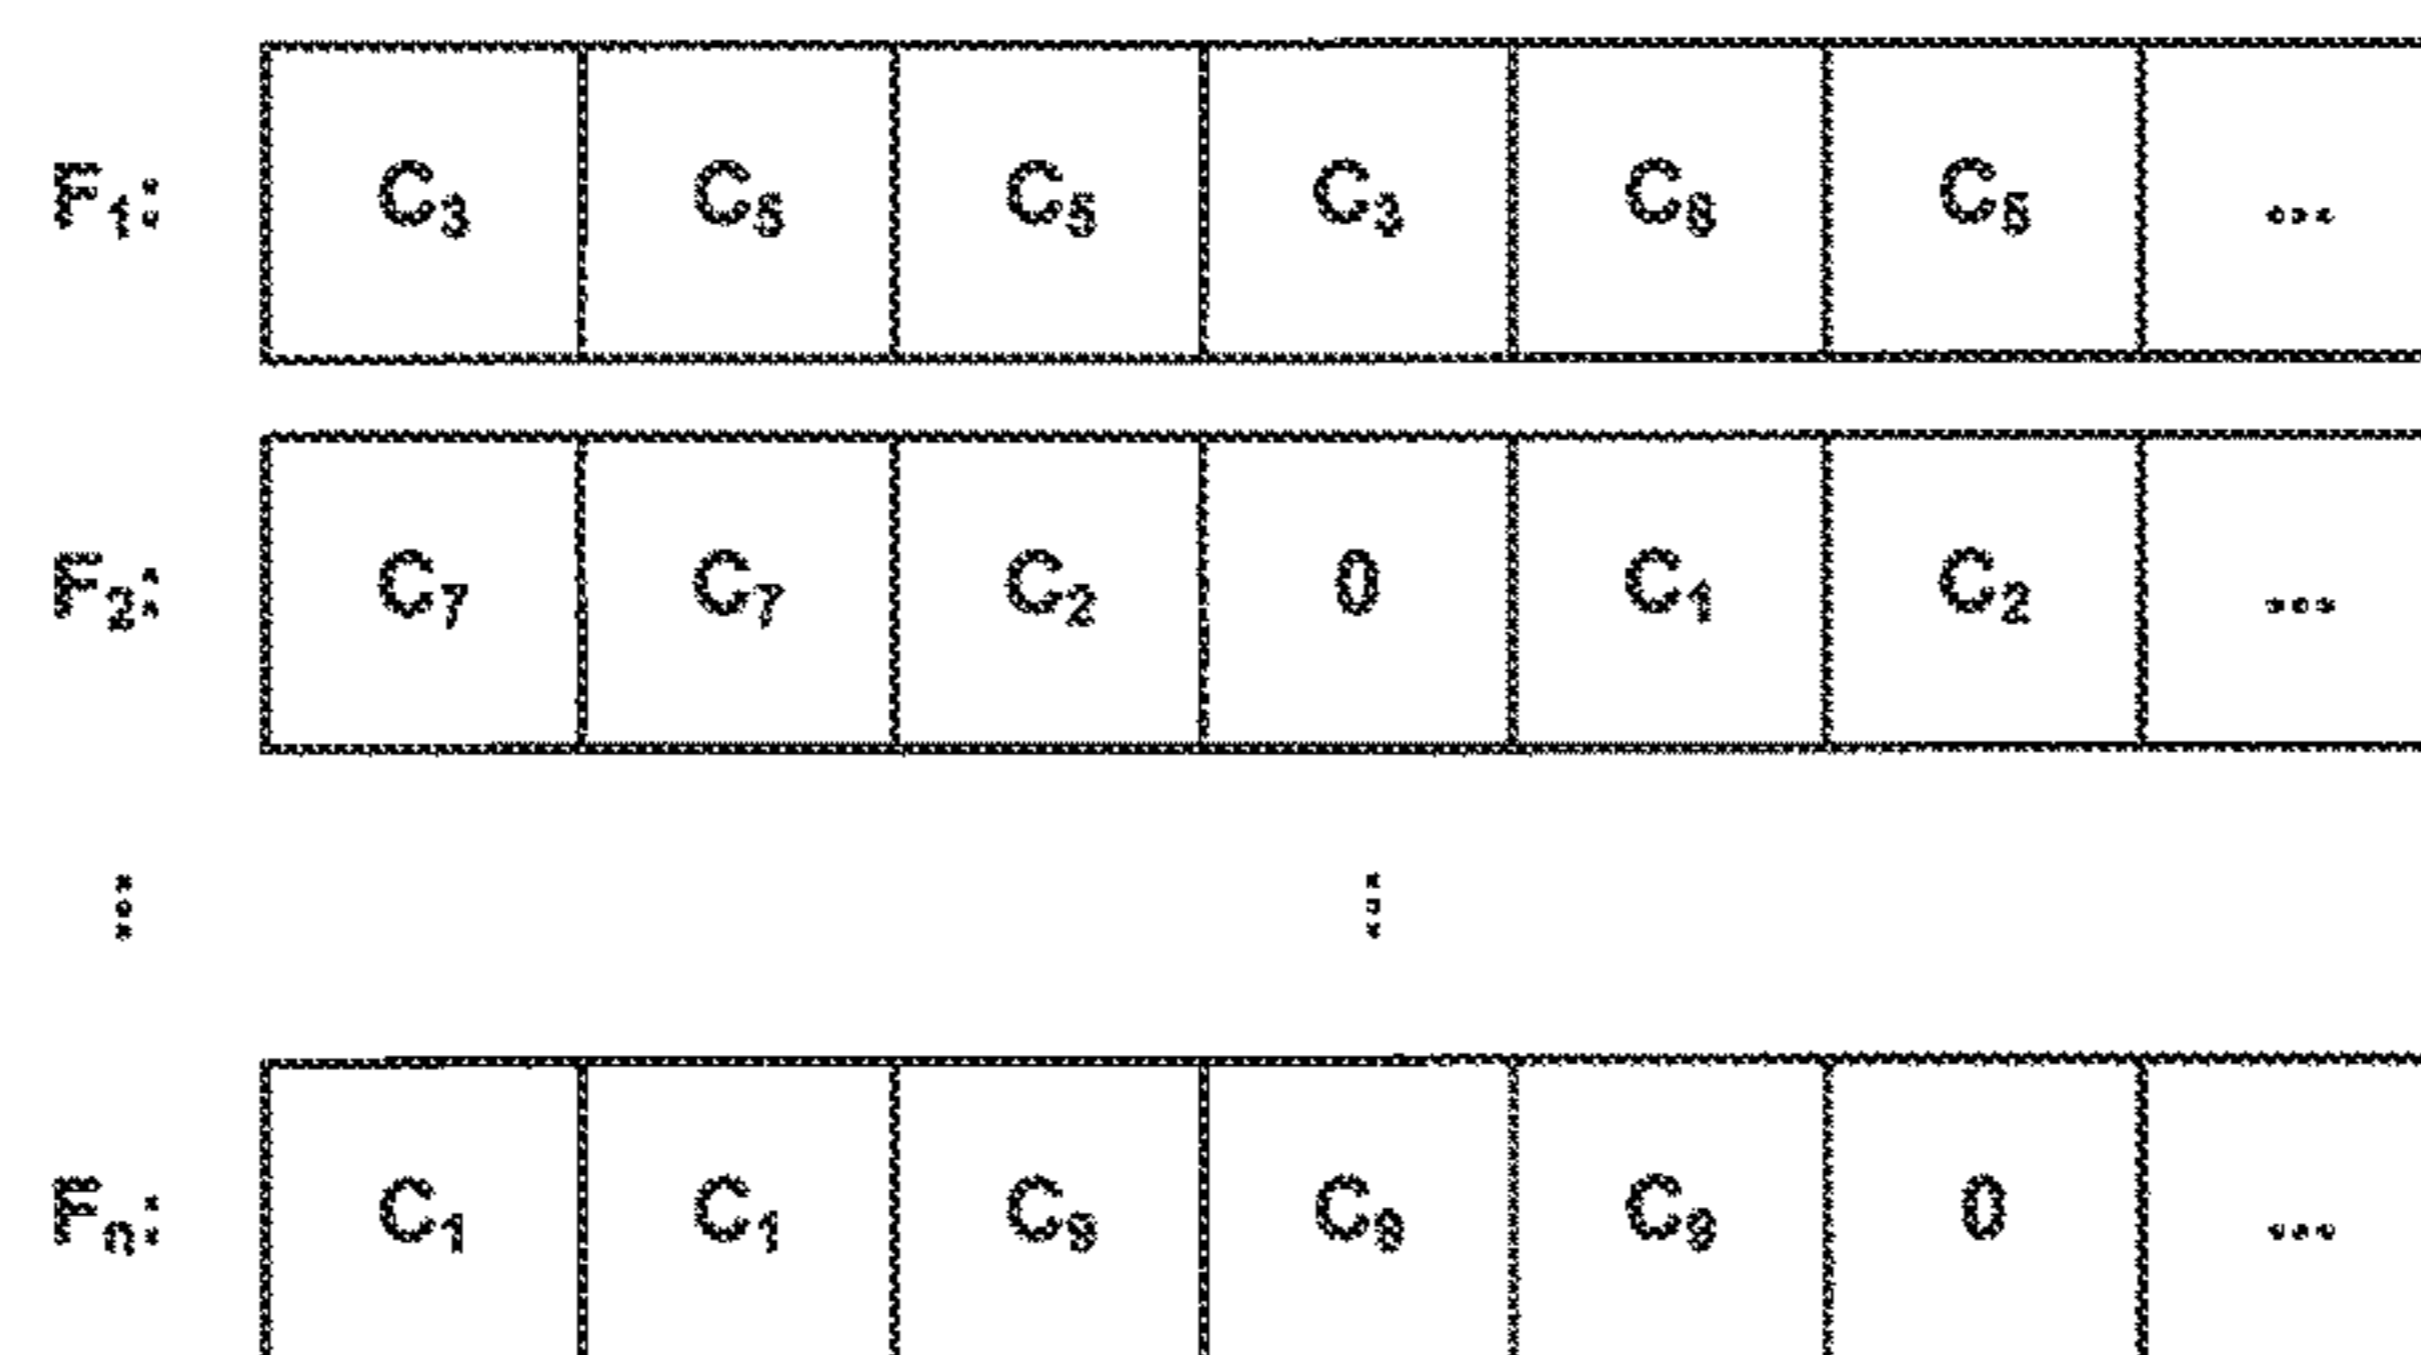 F₁: C₃ C₅ C₅ C₃ C₈ C₅ ...
F₂: C₇ C₇ C₂ 0 C₁ C₂ ...
⋮ ⋮
Fₙ: C₁ C₁ C₉ C₉ C₉ 0 ...